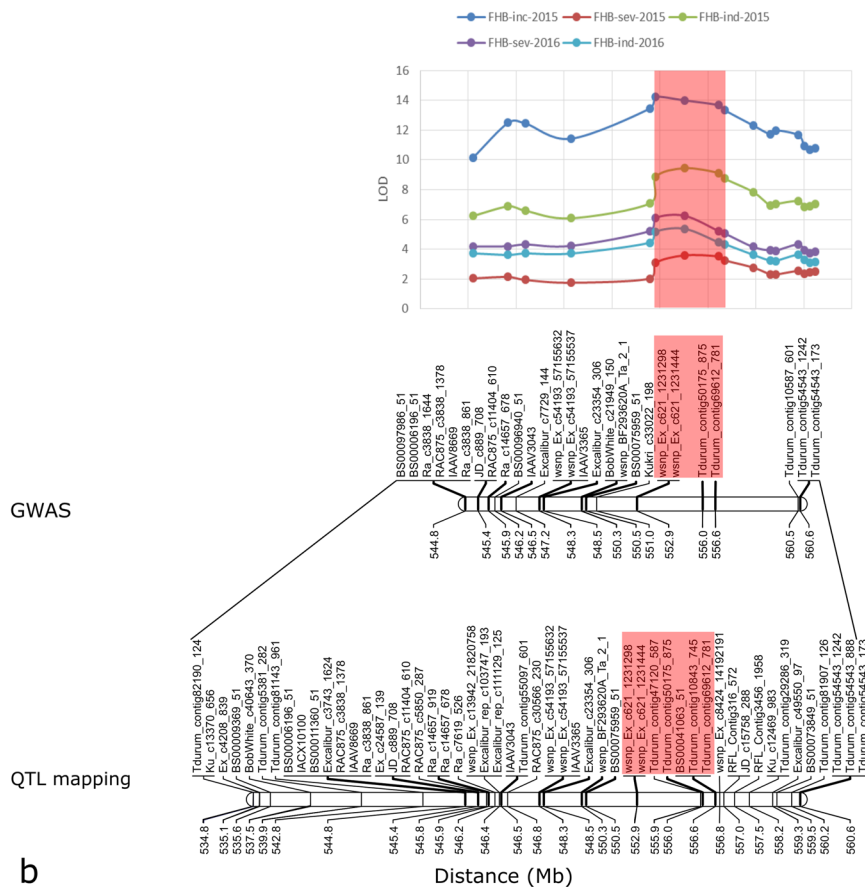 FHB-inc-2015 FHB-sev-2015 FHB-ind-2015
FHB-sev-2016 FHB-ind-2016
16
14
12
10
8
6
4
2
0
LOD
BS00097986_51
BS00006196_51
Ra_c3838_1644
RAC875_c3838_1378
IAAV8669
Ra_c3838_861
JD_c889_708
RAC875_c11404_610
Ra_c14657_678
BS00096940_51
IAAV3043
Excalibur_c7729_144
wsnp_Ex_c54193_57155632
wsnp_Ex_c54193_57155537
IAAV3365
Excalibur_c23354_306
BobWhite_c21949_150
wsnp_BF293620A_Ta_2_1
BS00075959_51
Kukri_c33022_198
wsnp_Ex_c621_1231298
wsnp_Ex_c621_1231444
Tdurum_contig50175_875
Tdurum_contig69612_781
Tdurum_contig10587_601
Tdurum_contig54543_1242
Tdurum_contig54543_173
GWAS
544.8
545.4
545.9
546.2
546.5
547.2
548.3
548.5
550.3
550.5
551.0
552.9
556.0
556.6
560.5
560.6
Tdurum_contig82190_124
Ku_c13370_656
Ex_c4208_839
BS00009369_51
BobWhite_c40643_370
Tdurum_contig5381_282
Tdurum_contig81143_961
BS00006196_51
IACX10100
BS00011360_51
Excalibur_c3743_1624
RAC875_c3838_1378
IAAV8669
Ra_c3838_861
Ex_c24587_139
JD_c889_708
RAC875_c11404_610
RAC875_c5850_287
Ra_c14657_919
Ra_c14657_678
Ra_c7619_526
wsnp_Ex_c13942_21820758
Excalibur_rep_c103747_193
Excalibur_rep_c111129_125
IAAV3043
Tdurum_contig55097_601
RAC875_c30566_230
wsnp_Ex_c54193_57155632
wsnp_Ex_c54193_57155537
IAAV3365
Excalibur_c23354_306
wsnp_BF293620A_Ta_2_1
BS00075959_51
wsnp_Ex_c621_1231298
wsnp_Ex_c621_1231444
Tdurum_contig47120_587
Tdurum_contig50175_875
BS00041063_51
Tdurum_contig10843_745
Tdurum_contig69612_781
wsnp_Ex_c8424_14192191
RFL_Contig316_572
JD_c15758_288
RFL_Contig3456_1958
Ku_c12469_983
Tdurum_contig29286_319
Excalibur_c49550_97
BS00073849_51
Tdurum_contig81907_126
Tdurum_contig54543_1242
Tdurum_contig54543_888
Tdurum_contig54543_173
QTL mapping
534.8
535.1
535.6
537.5
539.9
542.8
544.8
545.4
545.8
545.9
546.2
546.4
546.5
546.8
548.3
548.5
550.3
550.5
552.9
555.9
556.0
556.6
556.8
557.0
557.5
558.2
559.3
559.5
560.2
560.6
b
Distance (Mb)